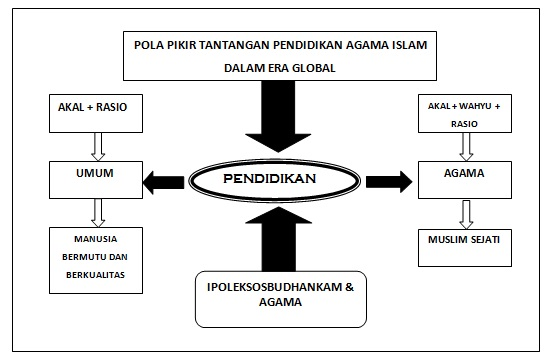 POLA PIKIR TANTANGAN PENDIDIKAN AGAMA ISLAM
DALAM ERA GLOBAL
AKAL + RASIO
AKAL + WAHYU +
RASIO
UMUM
PENDIDIKAN
AGAMA
MANUSIA
BERMUTU DAN
BERKUALITAS
MUSLIM SEJATI
IPOLEKSOSBUDHANKAM &
AGAMA